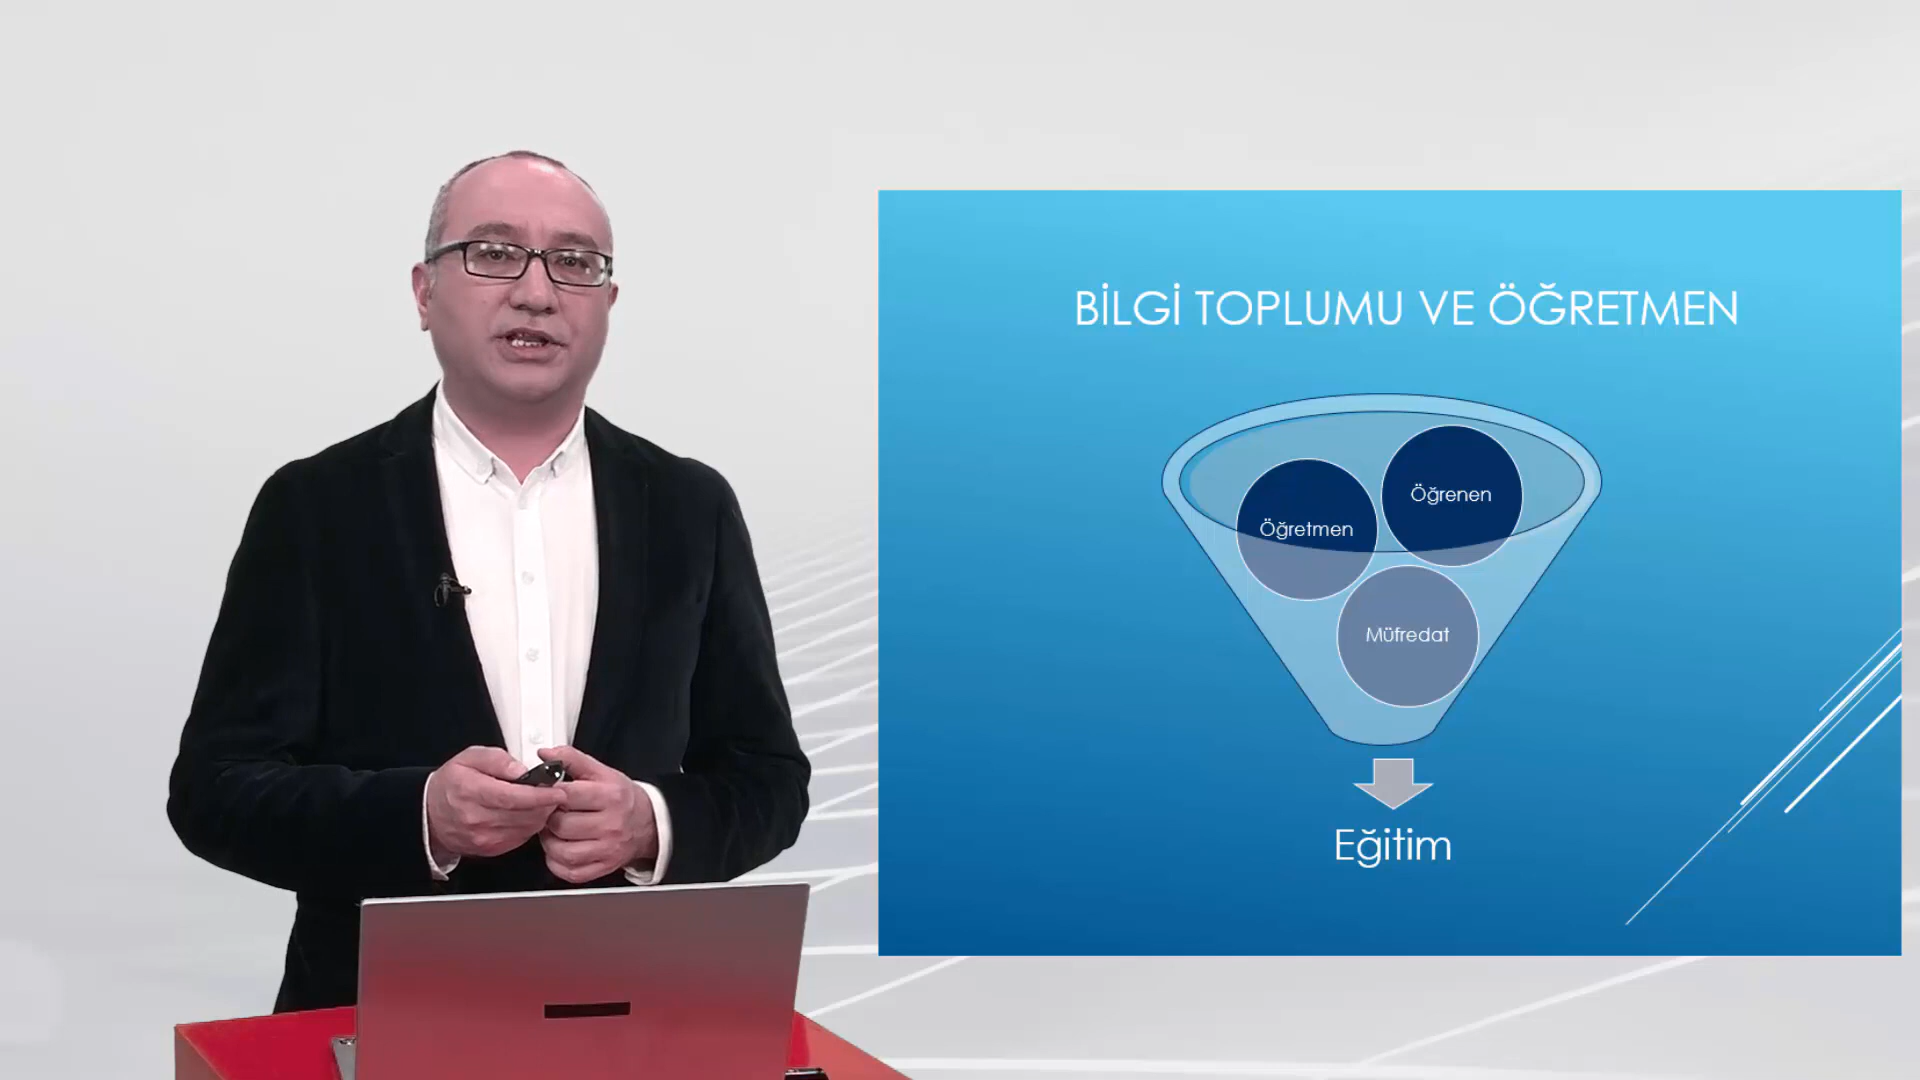 BİLGİ TOPLUMU VE ÖĞRETMEN
Öğrenen
Öğretmen
Müfredat
Eğitim